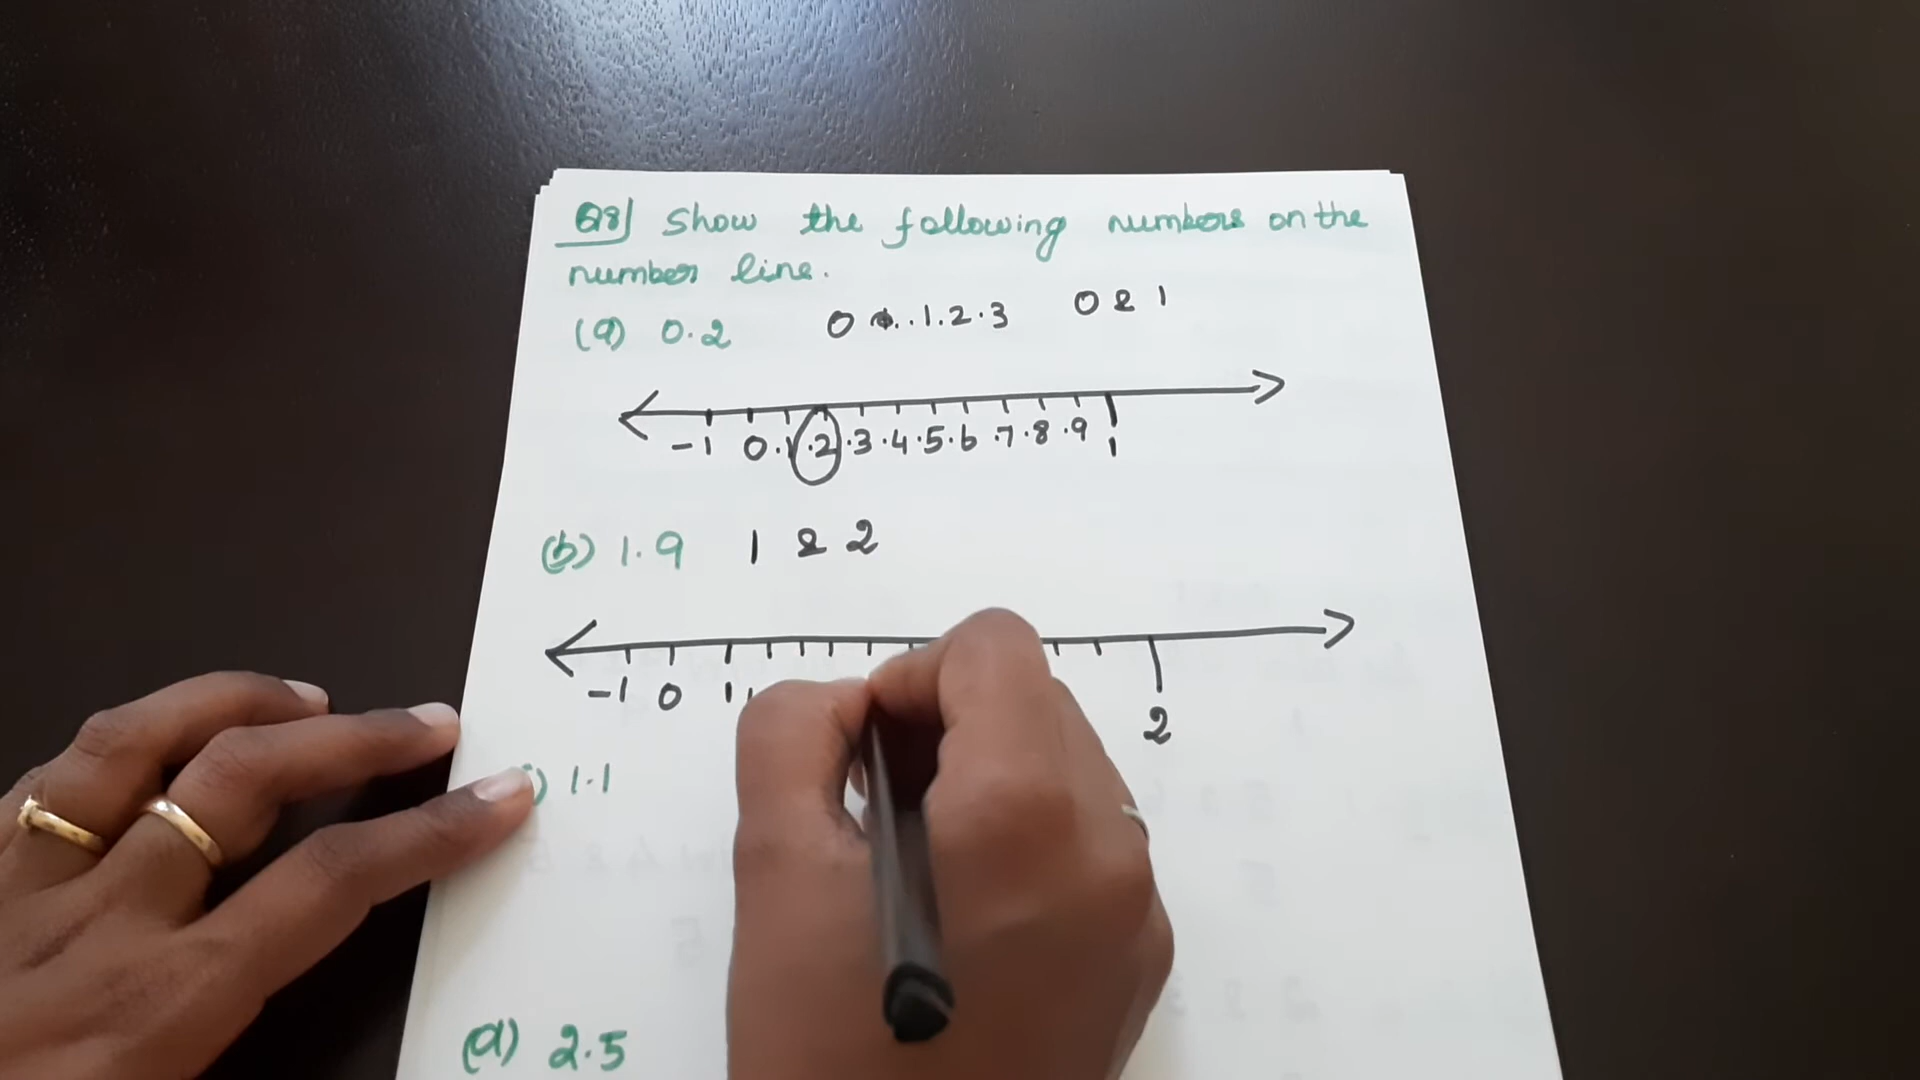 Q8] Show the following numbers on the
number line.
(a) 0.2 0 . . .1 .2 .3 0 & 1
-1 0 .1 .2 .3 .4 .5 .6 .7 .8 .9 1
(b) 1.9 1 & 2
-1 0 1 2
) 1.1
(d) 2.5